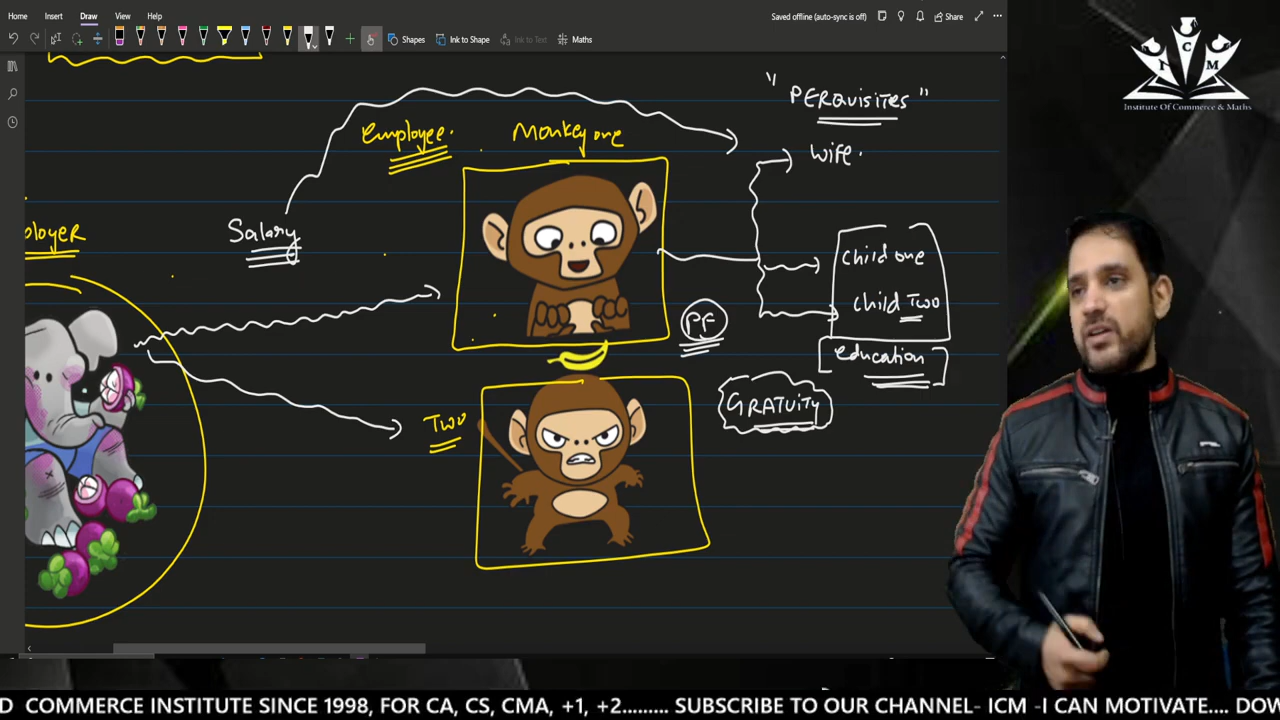 Home Insert Draw View Help
Saved offline (auto-sync is off)
Share
Shapes
Ink to Shape
Ink to Text
Maths
I C M
Institute Of Commerce & Maths
"PERQUISITES"
employee.
Monkey one
wife.
ployer
Salary
child one
child Two
PF
education
GRATUITY
Two
D COMMERCE INSTITUTE SINCE 1998, FOR CA, CS, CMA, +1, +2......... SUBSCRIBE TO OUR CHANNEL- ICM -I CAN MOTIVATE.... DOW